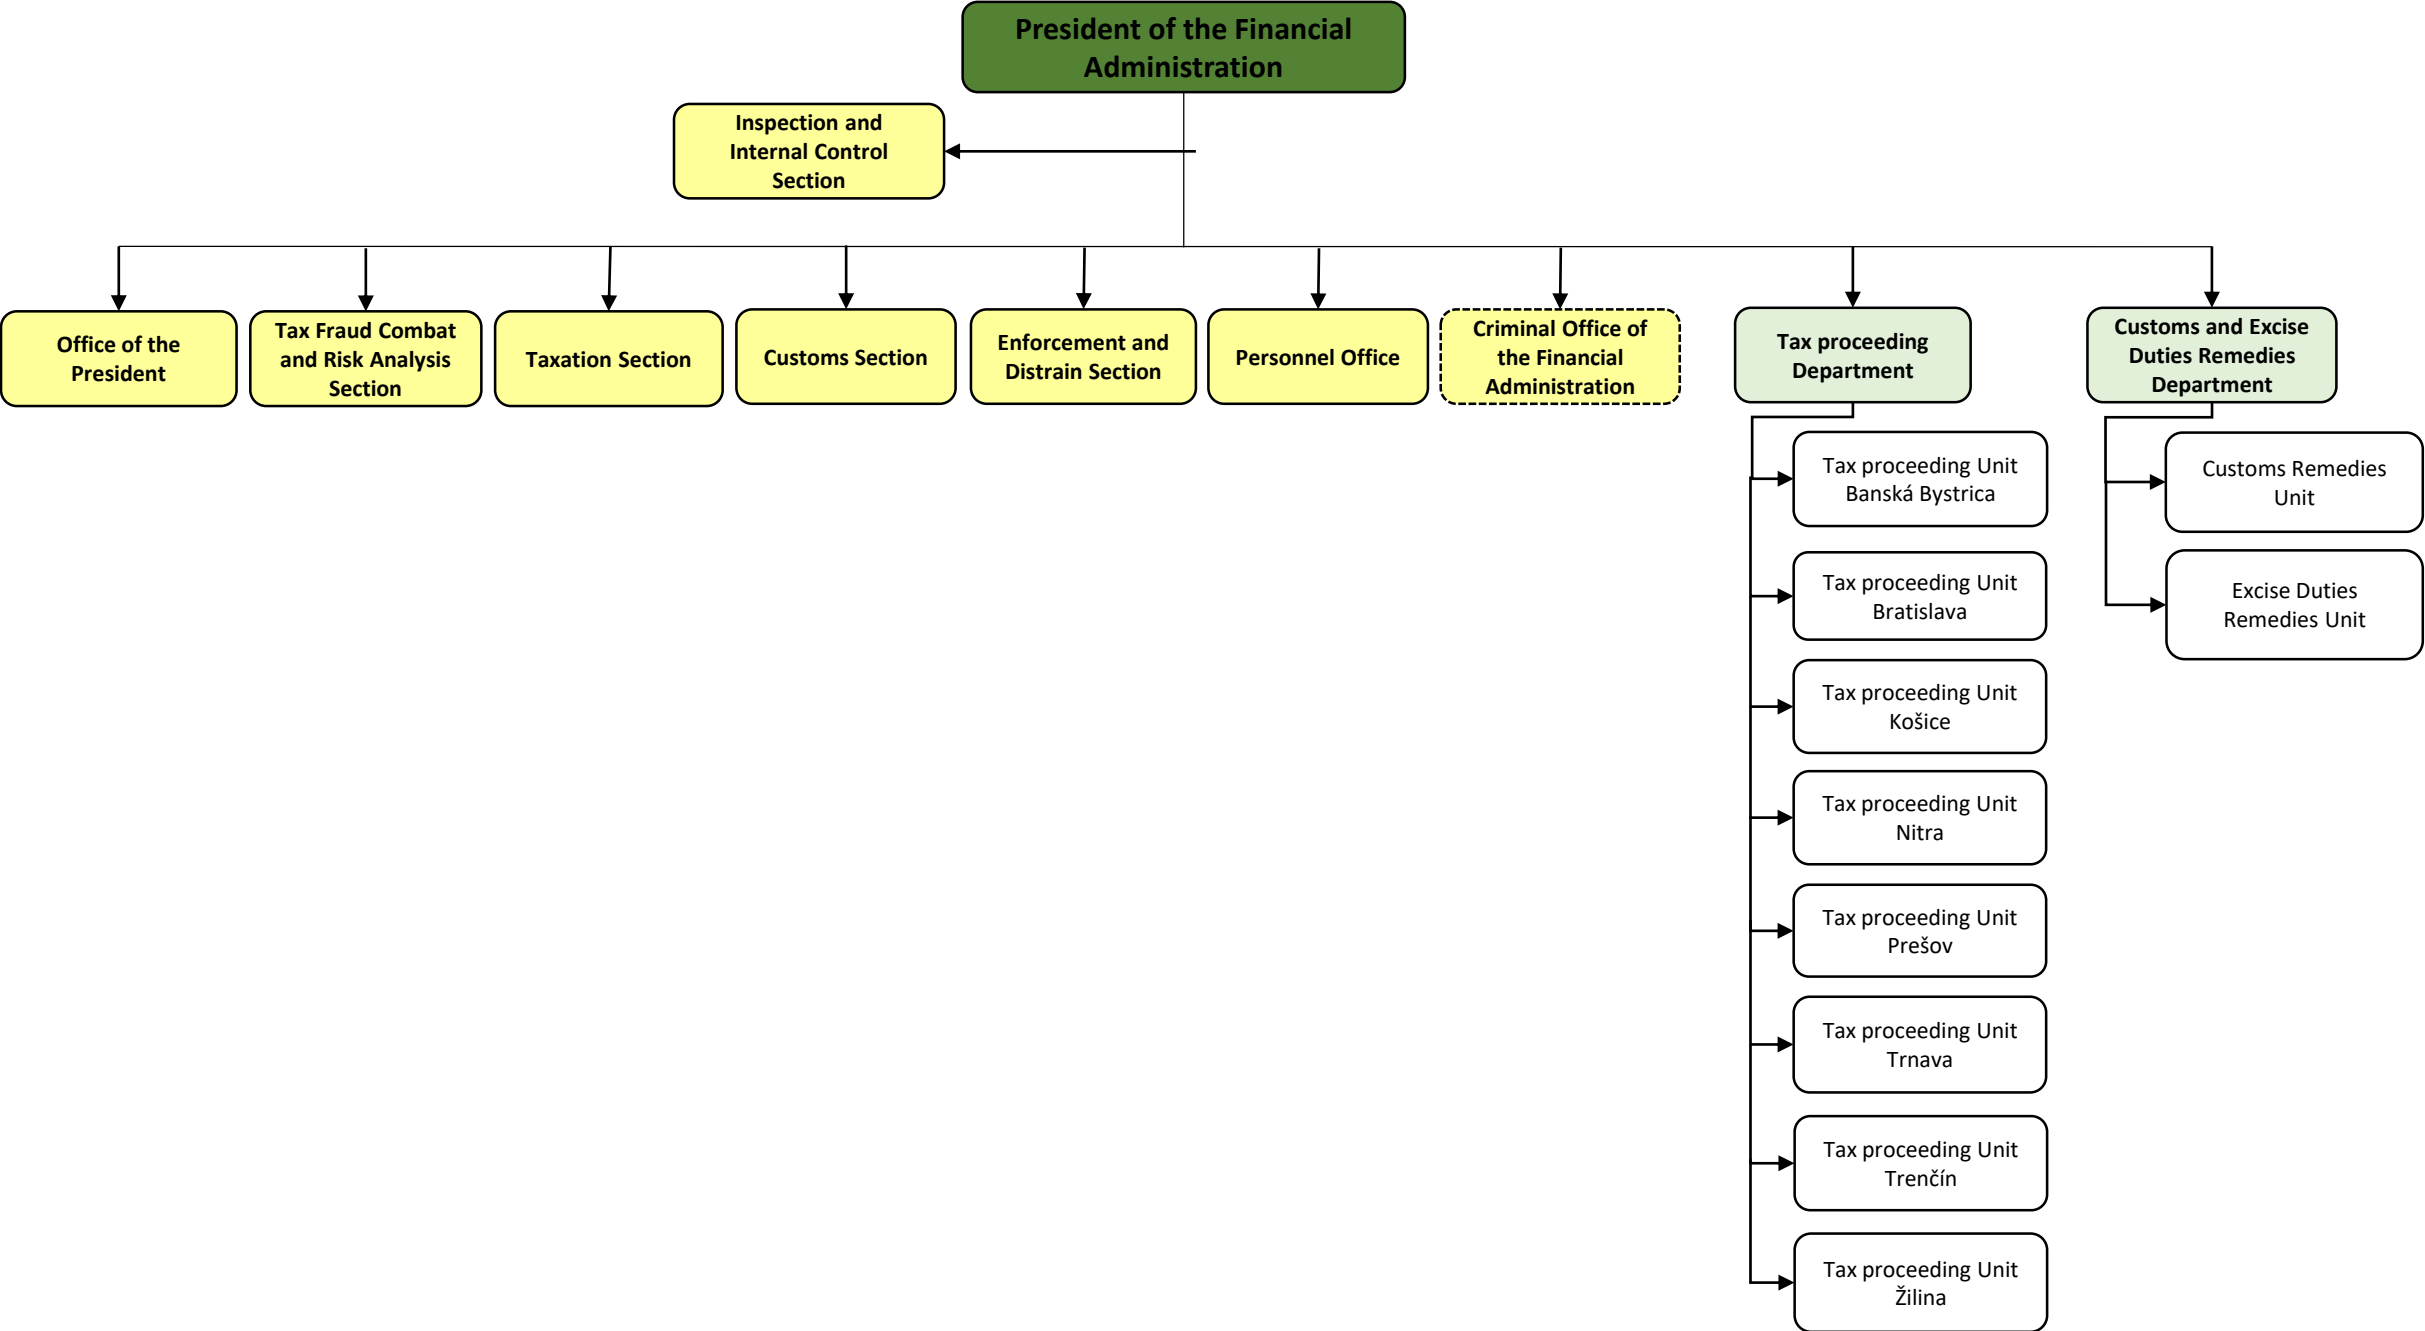 President of the Financial
Administration
Inspection and
Internal Control
Section
Office of the
President
Tax Fraud Combat
and Risk Analysis
Section
Taxation Section
Customs Section
Enforcement and
Distrain Section
Personnel Office
Criminal Office of
the Financial
Administration
Tax proceeding
Department
Customs and Excise
Duties Remedies
Department
Tax proceeding Unit
Banská Bystrica
Tax proceeding Unit
Bratislava
Tax proceeding Unit
Košice
Tax proceeding Unit
Nitra
Tax proceeding Unit
Prešov
Tax proceeding Unit
Trnava
Tax proceeding Unit
Trenčín
Tax proceeding Unit
Žilina
Customs Remedies
Unit
Excise Duties
Remedies Unit